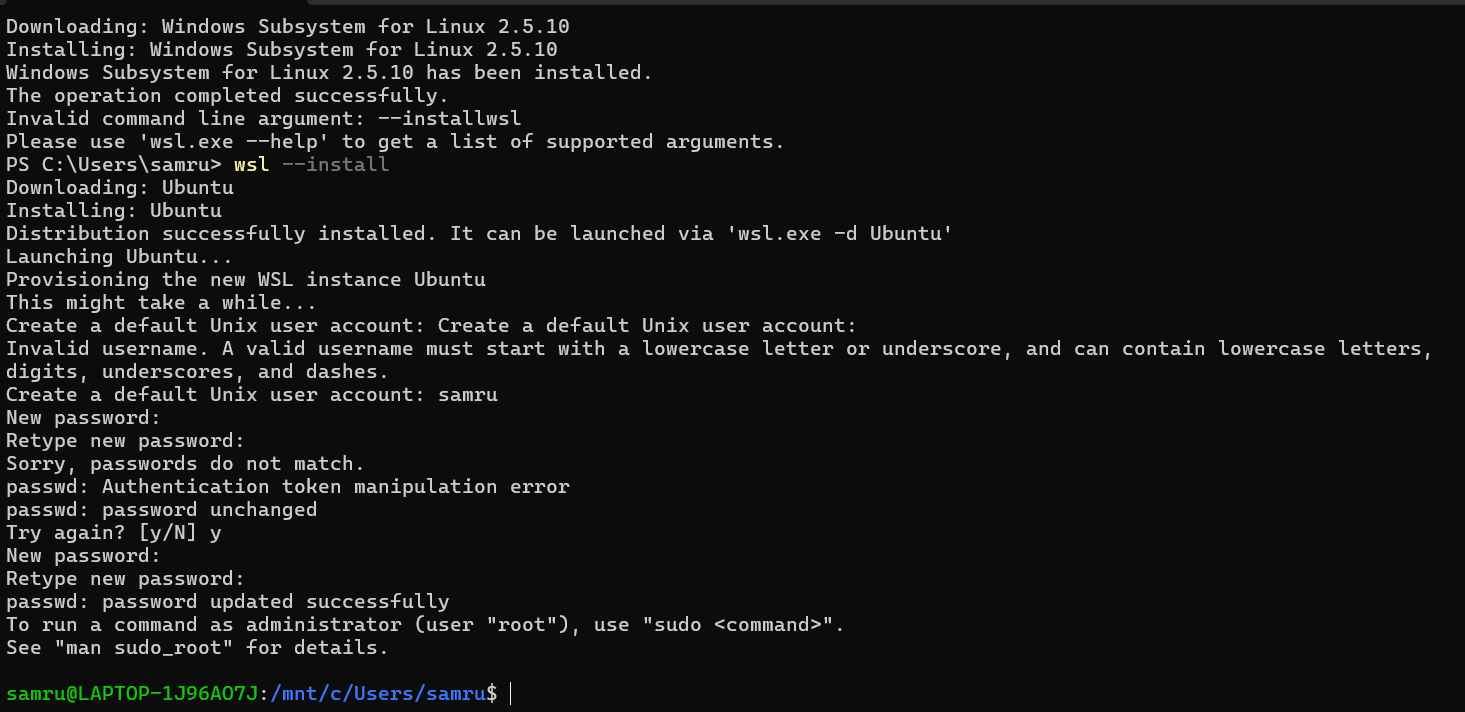 Downloading: Windows Subsystem for Linux 2.5.10
Installing: Windows Subsystem for Linux 2.5.10
Windows Subsystem for Linux 2.5.10 has been installed.
The operation completed successfully.
Invalid command line argument: --installwsl
Please use 'wsl.exe --help' to get a list of supported arguments.
PS C:\Users\samru> wsl --install
Downloading: Ubuntu
Installing: Ubuntu
Distribution successfully installed. It can be launched via 'wsl.exe -d Ubuntu'
Launching Ubuntu...
Provisioning the new WSL instance Ubuntu
This might take a while...
Create a default Unix user account: Create a default Unix user account:
Invalid username. A valid username must start with a lowercase letter or underscore, and can contain lowercase letters,
digits, underscores, and dashes.
Create a default Unix user account: samru
New password:
Retype new password:
Sorry, passwords do not match.
passwd: Authentication token manipulation error
passwd: password unchanged
Try again? [y/N] y
New password:
Retype new password:
passwd: password updated successfully
To run a command as administrator (user "root"), use "sudo <command>".
See "man sudo_root" for details.
samru@LAPTOP-1J96AO7J:/mnt/c/Users/samru$